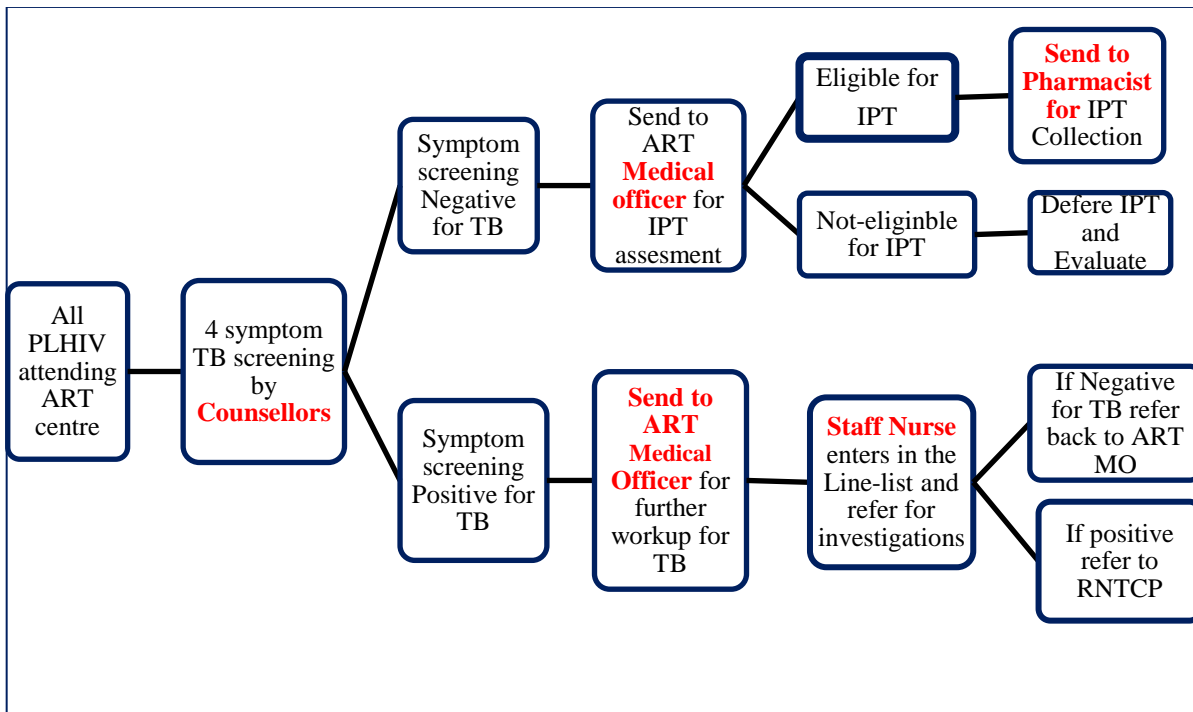 All
PLHIV
attending
ART
centre
4 symptom
TB screening
by
Counsellors
Symptom
screening
Negative
for TB
Send to
ART
Medical
officer for
IPT
assesment
Eligible for
IPT
Send to
Pharmacist
for IPT
Collection
Not-eliginble
for IPT
Defere IPT
and
Evaluate
Symptom
screening
Positive for
TB
Send to
ART
Medical
Officer for
further
workup for
TB
Staff Nurse
enters in the
Line-list and
refer for
investigations
If Negative
for TB refer
back to ART
MO
If positive
refer to
RNTCP